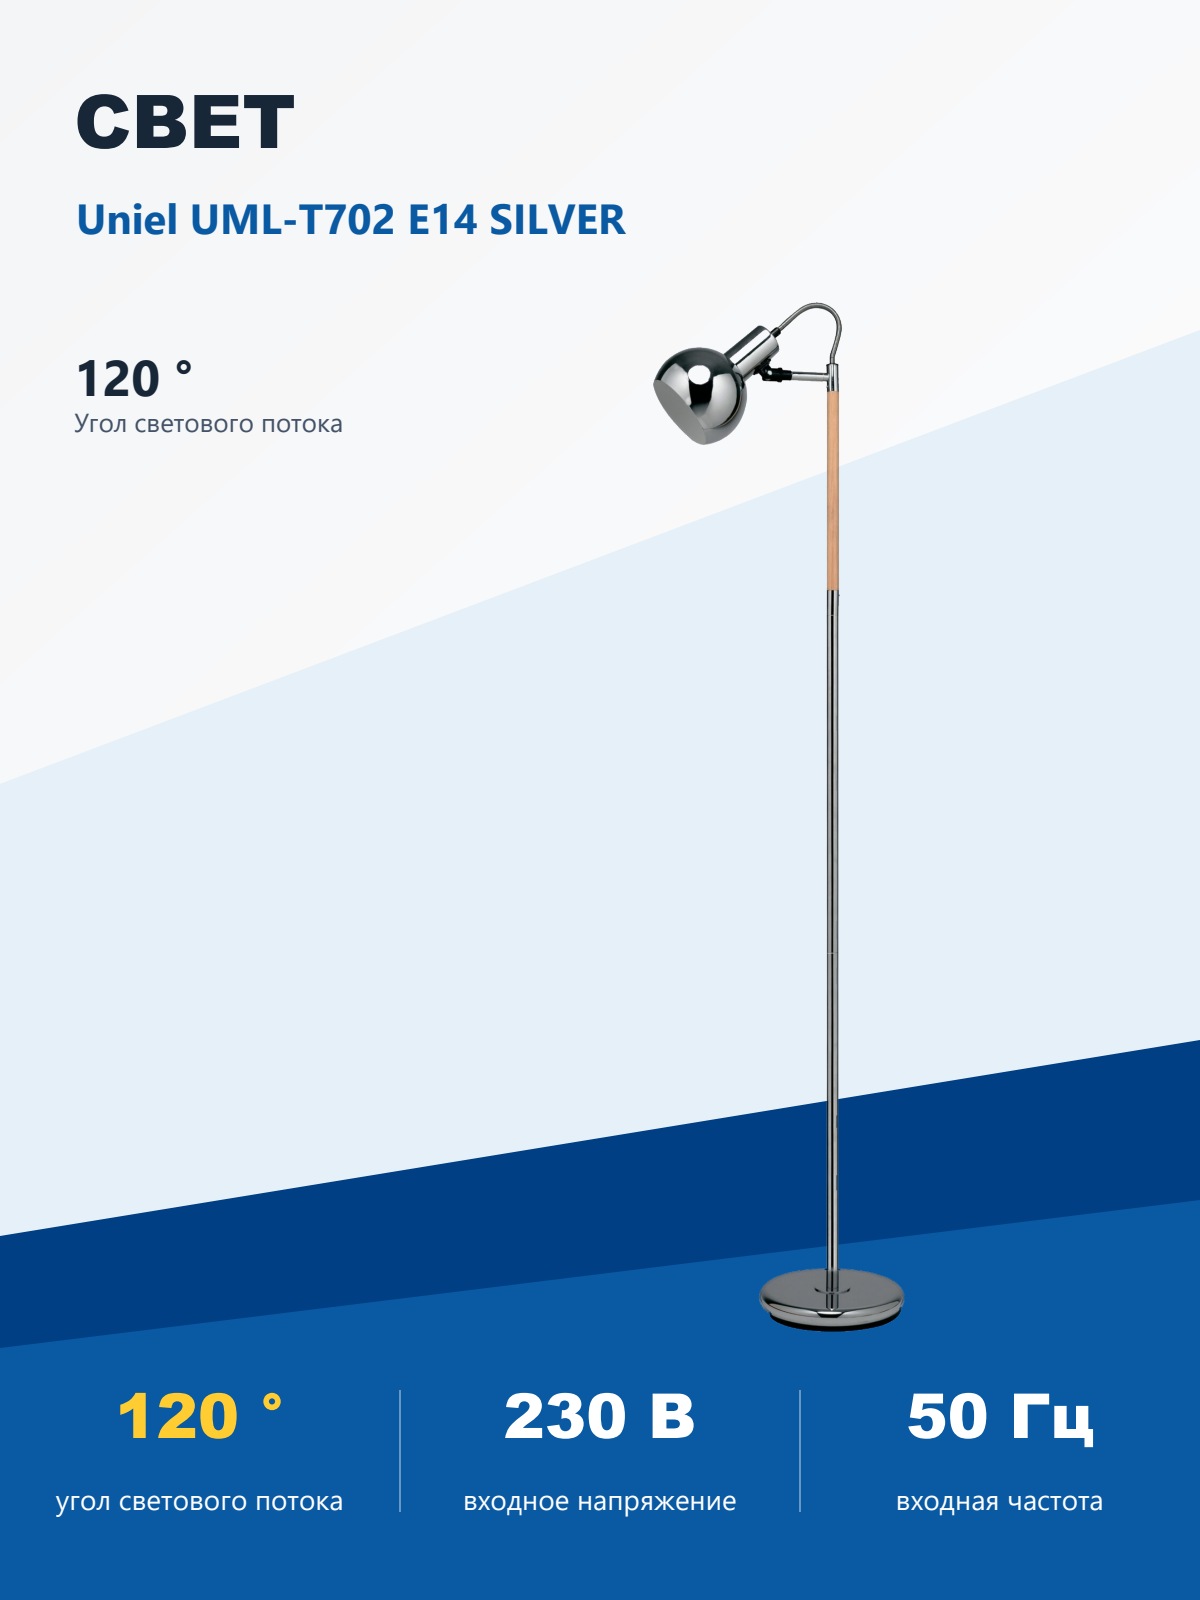 СВЕТ
Uniel UML-T702 E14 SILVER
120 °
Угол светового потока
120 °
угол светового потока
230 В
входное напряжение
50 Гц
входная частота